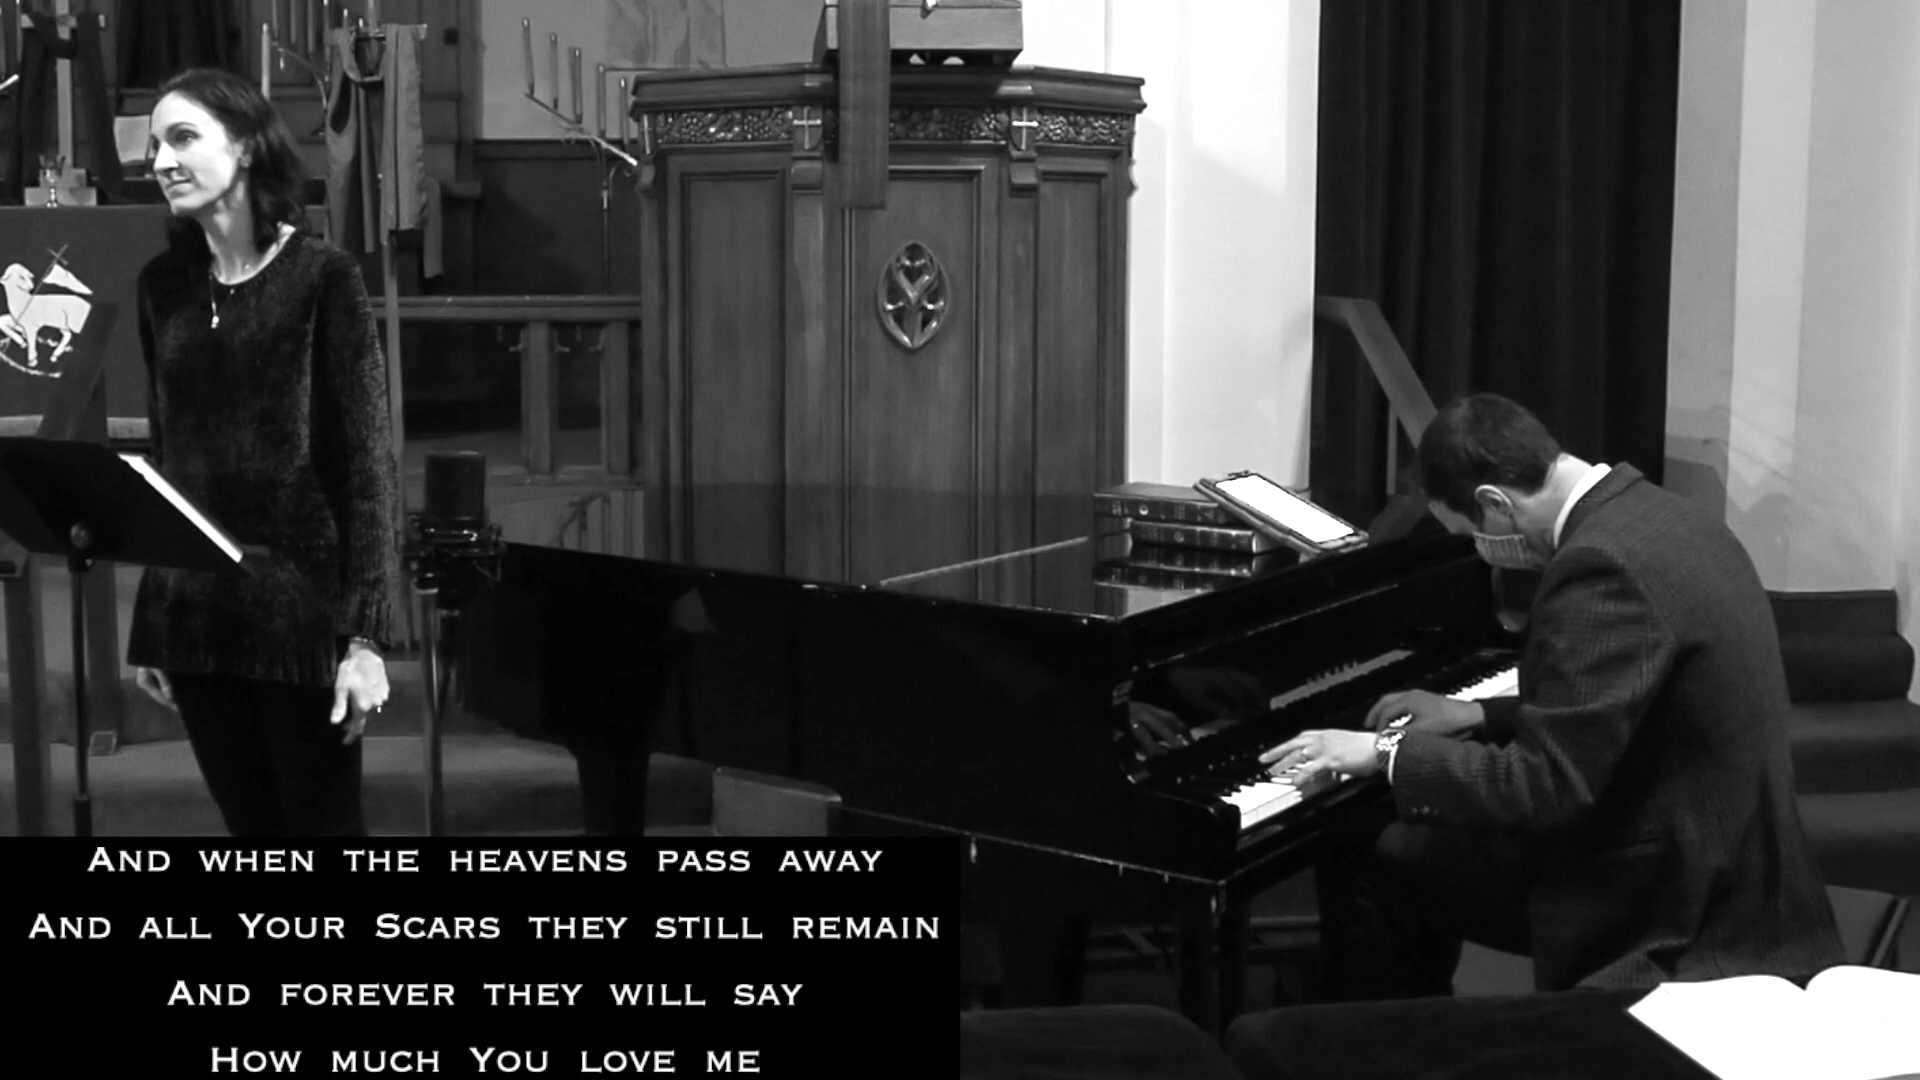 And when the heavens pass away
And all Your Scars they still remain
And forever they will say
How much You love me